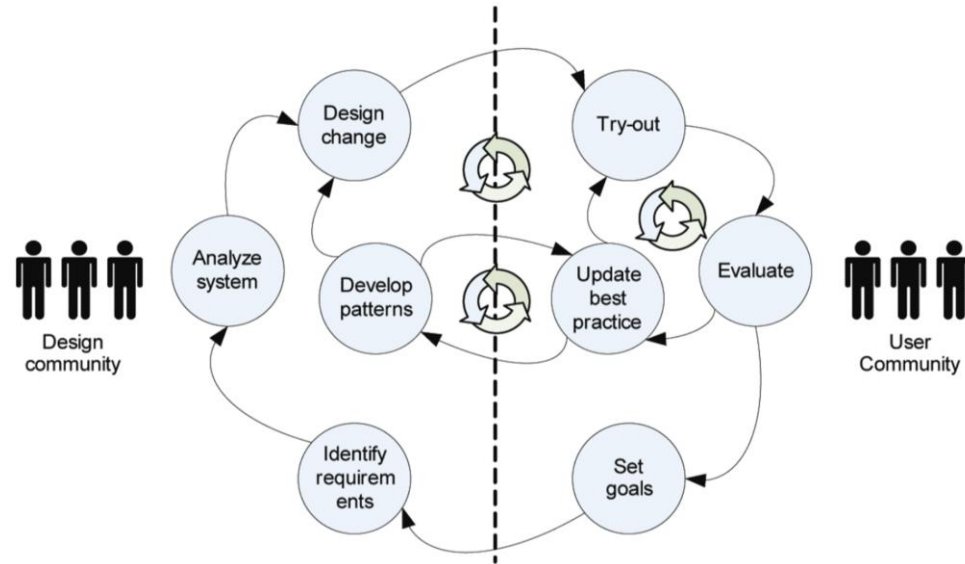 Design
change
Try-out
Analyze
system
Develop
patterns
Update
best
practice
Evaluate
Design
community
User
Community
Identify
requirem
ents
Set
goals